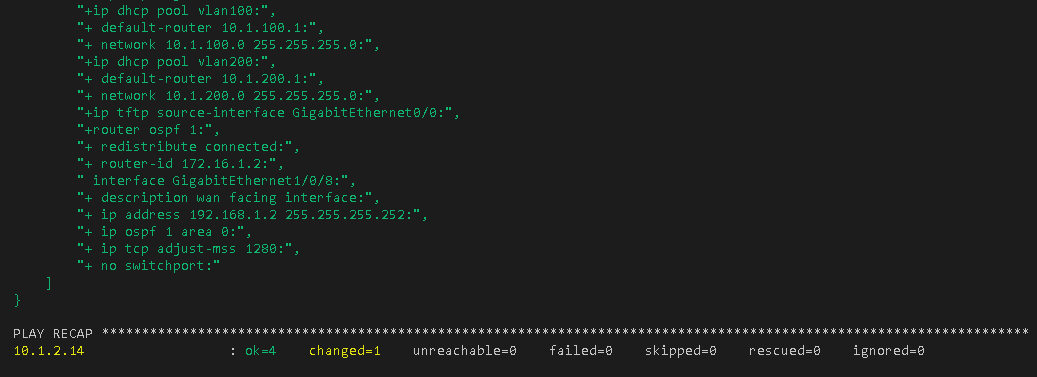 "+ip dhcp pool vlan100:",
"+ default-router 10.1.100.1:",
"+ network 10.1.100.0 255.255.255.0:",
"+ip dhcp pool vlan200:",
"+ default-router 10.1.200.1:",
"+ network 10.1.200.0 255.255.255.0:",
"+ip tftp source-interface GigabitEthernet0/0:",
"+router ospf 1:",
"+ redistribute connected:",
"+ router-id 172.16.1.2:",
" interface GigabitEthernet1/0/8:",
"+ description wan facing interface:",
"+ ip address 192.168.1.2 255.255.255.252:",
"+ ip ospf 1 area 0:",
"+ ip tcp adjust-mss 1280:",
"+ no switchport:"
]
}
PLAY RECAP ********************************************************************************************************************
10.1.2.14 : ok=4 changed=1 unreachable=0 failed=0 skipped=0 rescued=0 ignored=0